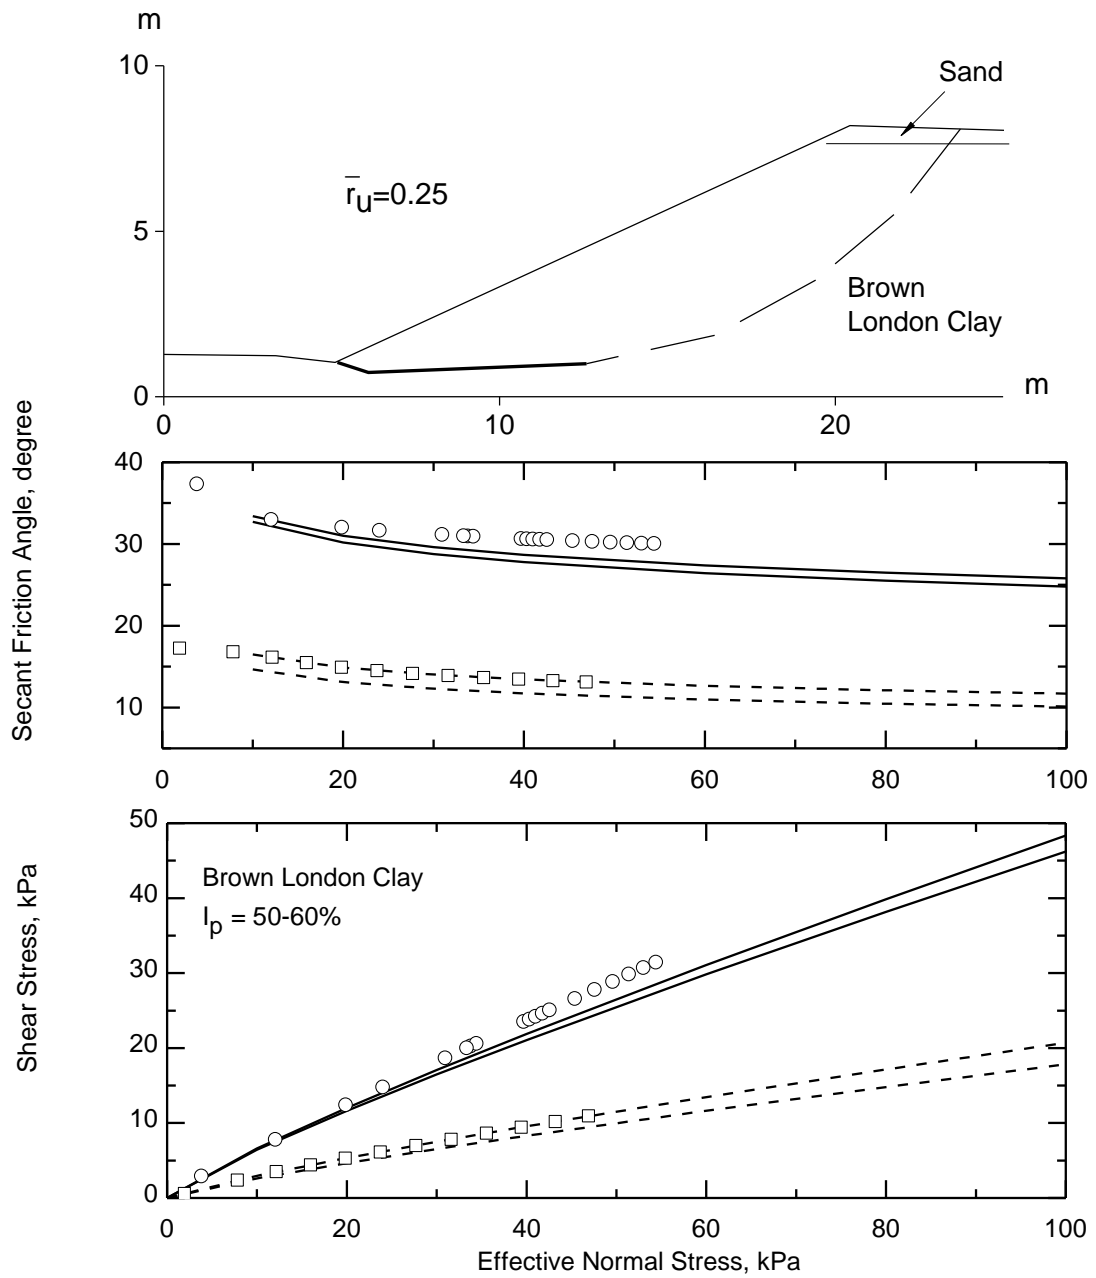 m
10
Sand
r̅u=0.25
5
Brown
London Clay
0
m
0 10 20
Secant Friction Angle, degree
40
30
20
10
0 20 40 60 80 100
Shear Stress, kPa
50
40
30
20
10
0
Brown London Clay
Ip = 50-60%
0 20 40 60 80 100
Effective Normal Stress, kPa